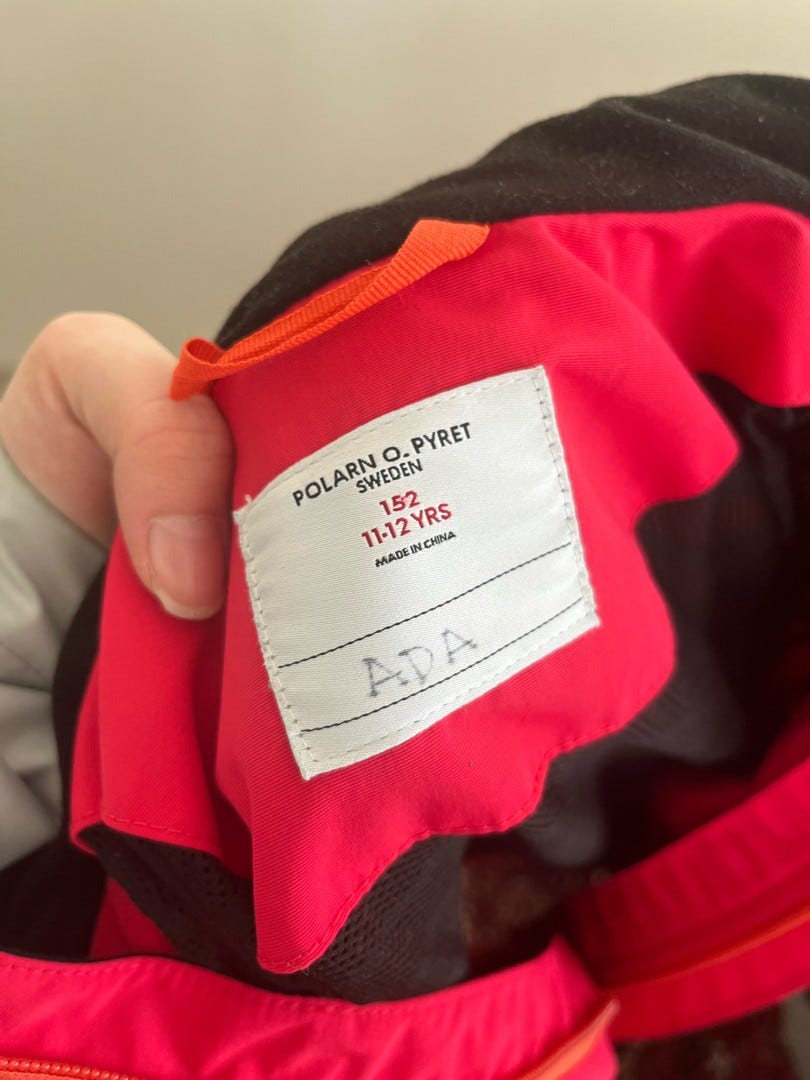 POLARN O. PYRET
SWEDEN
152
11-12 YRS
MADE IN CHINA
ADA